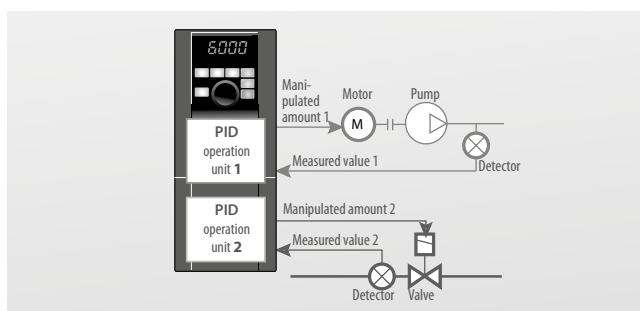 6000
PID
operation
unit 1
Mani-
pulated
amount 1
Motor
M
Pump
Measured value 1
Detector
PID
operation
unit 2
Manipulated amount 2
Measured value 2
Detector
Valve